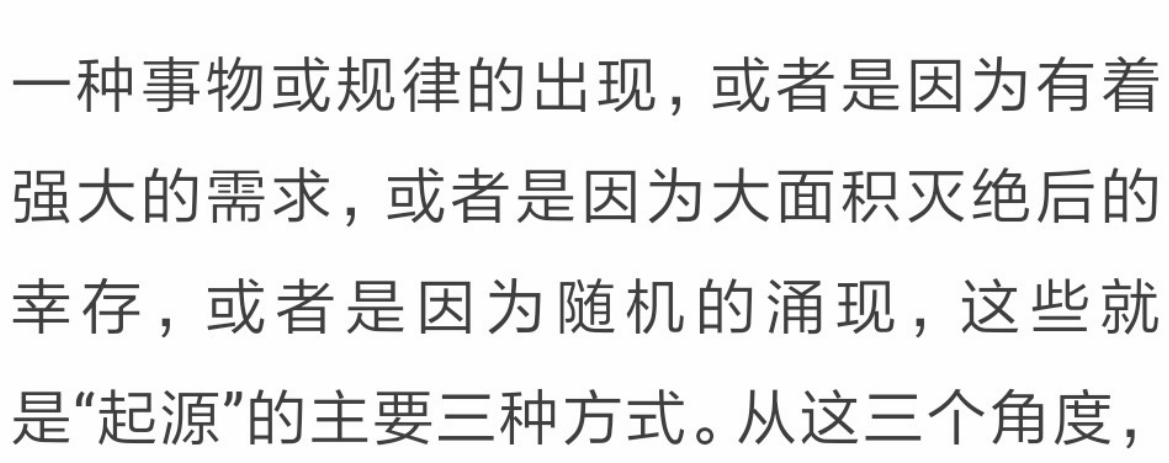 一种事物或规律的出现，或者是因为有着
强大的需求，或者是因为大面积灭绝后的
幸存，或者是因为随机的涌现，这些就
是“起源”的主要三种方式。从这三个角度，